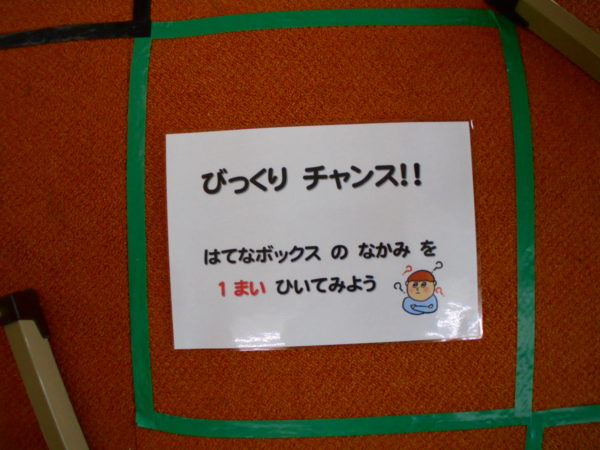 びっくり チャンス!!
はてなボックス の なかみ を
1 まい ひいてみよう